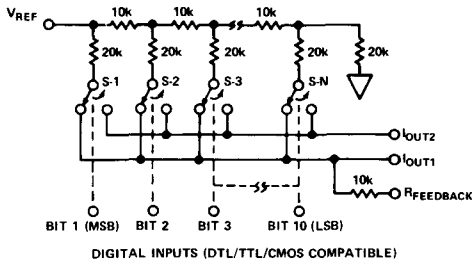 10k 10k 10k
VREF
20k 20k 20k 20k 20k
S-1 S-2 S-3 S-N
IOUT2
IOUT1
10k
RFEEDBACK
BIT 1 (MSB) BIT 2 BIT 3 BIT 10 (LSB)
DIGITAL INPUTS (DTL/TTL/CMOS COMPATIBLE)